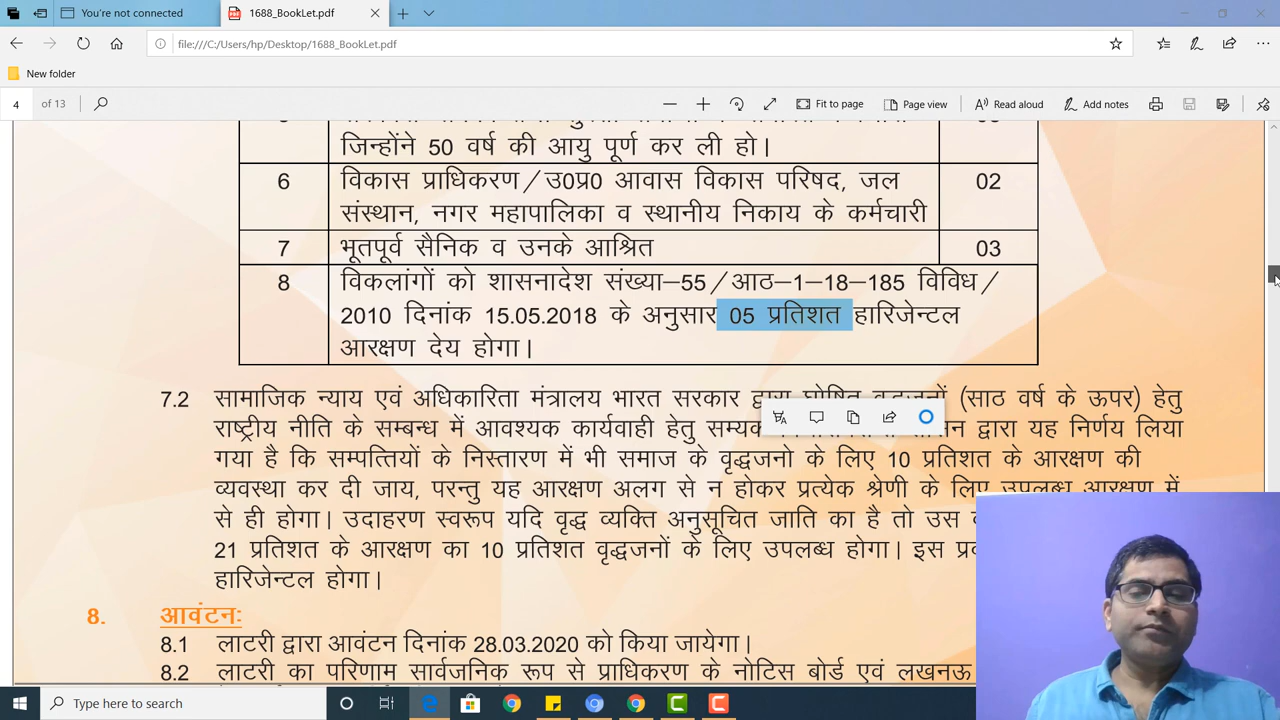 You're not connected
1688_BookLet.pdf
file:///C:/Users/hp/Desktop/1688_BookLet.pdf
New folder
4 of 13
Fit to page
Page view
Read aloud
Add notes
जिन्होंने 50 वर्ष की आयु पूर्ण कर ली हो।
6 विकास प्राधिकरण/उ0प्र0 आवास विकास परिषद, जल 02
संस्थान, नगर महापालिका व स्थानीय निकाय के कर्मचारी
7 भूतपूर्व सैनिक व उनके आश्रित 03
8 विकलांगों को शासनादेश संख्या–55/आठ–1–18–185 विविध/
2010 दिनांक 15.05.2018 के अनुसार 05 प्रतिशत हारिजेन्टल
आरक्षण देय होगा।
7.2 सामाजिक न्याय एवं अधिकारिता मंत्रालय भारत सरकार द्वारा घोषित वृद्धजनों (साठ वर्ष के ऊपर) हेतु
राष्ट्रीय नीति के सम्बन्ध में आवश्यक कार्यवाही हेतु द्वारा यह निर्णय लिया
गया है कि सम्पत्तियों के निस्तारण में भी समाज के वृद्धजनो के लिए 10 प्रतिशत के आरक्षण की
व्यवस्था कर दी जाय, परन्तु यह आरक्षण अलग से न होकर प्रत्येक श्रेणी के लिए उपलब्ध आरक्षण में
से ही होगा। उदाहरण स्वरूप यदि वृद्ध व्यक्ति अनुसूचित जाति का है तो उस
21 प्रतिशत के आरक्षण का 10 प्रतिशत वृद्धजनों के लिए उपलब्ध होगा। इस
हारिजेन्टल होगा।
8. आवंटनः
8.1 लाटरी द्वारा आवंटन दिनांक 28.03.2020 को किया जायेगा।
8.2 लाटरी का परिणाम सार्वजनिक रूप से प्राधिकरण के नोटिस बोर्ड एवं लखनऊ
Type here to search